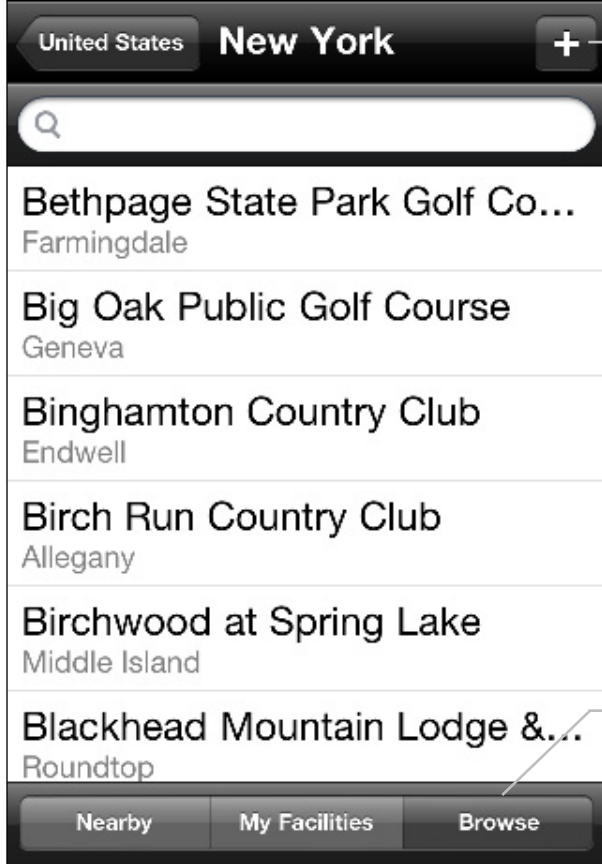 United States New York +
Bethpage State Park Golf Co...
Farmingdale
Big Oak Public Golf Course
Geneva
Binghamton Country Club
Endwell
Birch Run Country Club
Allegany
Birchwood at Spring Lake
Middle Island
Blackhead Mountain Lodge &...
Roundtop
Nearby My Facilities Browse